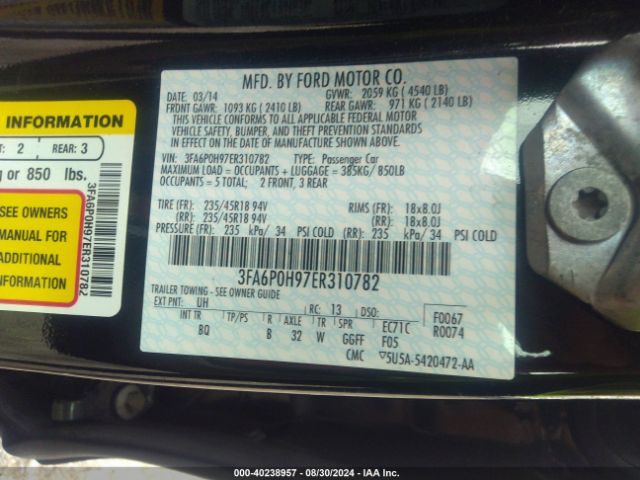 INFORMATION
2 REAR: 3
or 850 lbs.
SEE OWNERS
MANUAL FOR
ADDITIONAL
3FA6P0H97ER310782
MFD. BY FORD MOTOR CO.
DATE: 03/14 GVWR: 2059 KG ( 4540 LB)
FRONT GAWR: 1093 KG ( 2410 LB) REAR GAWR: 971 KG ( 2140 LB)
THIS VEHICLE CONFORMS TO ALL APPLICABLE FEDERAL MOTOR
VEHICLE SAFETY, BUMPER, AND THEFT PREVENTION STANDARDS
IN EFFECT ON THE DATE OF MANUFACTURE SHOWN ABOVE.
VIN: 3FA6P0H97ER310782 TYPE: Passenger Car
MAXIMUM LOAD = OCCUPANTS + LUGGAGE = 385KG/ 850LB
OCCUPANTS = 5 TOTAL; 2 FRONT, 3 REAR
TIRE (FR): 235/45R18 94V RIMS (FR): 18x8.0J
(RR): 235/45R18 94V (RR): 18x8.0J
PRESSURE (FR): 235 kPa/ 34 PSI COLD (RR): 235 kPa/ 34 PSI COLD
3FA6P0H97ER310782
TRAILER TOWING - SEE OWNER GUIDE
EXT PNT: UH RC: 13 DSO: F0067
INT TR TP/PS R AXLE TR SPR EC71C R0074
BQ B 32 W GGFF F05
CMC 5U5A-5420472-AA
000-40238957 - 08/30/2024 - IAA Inc.